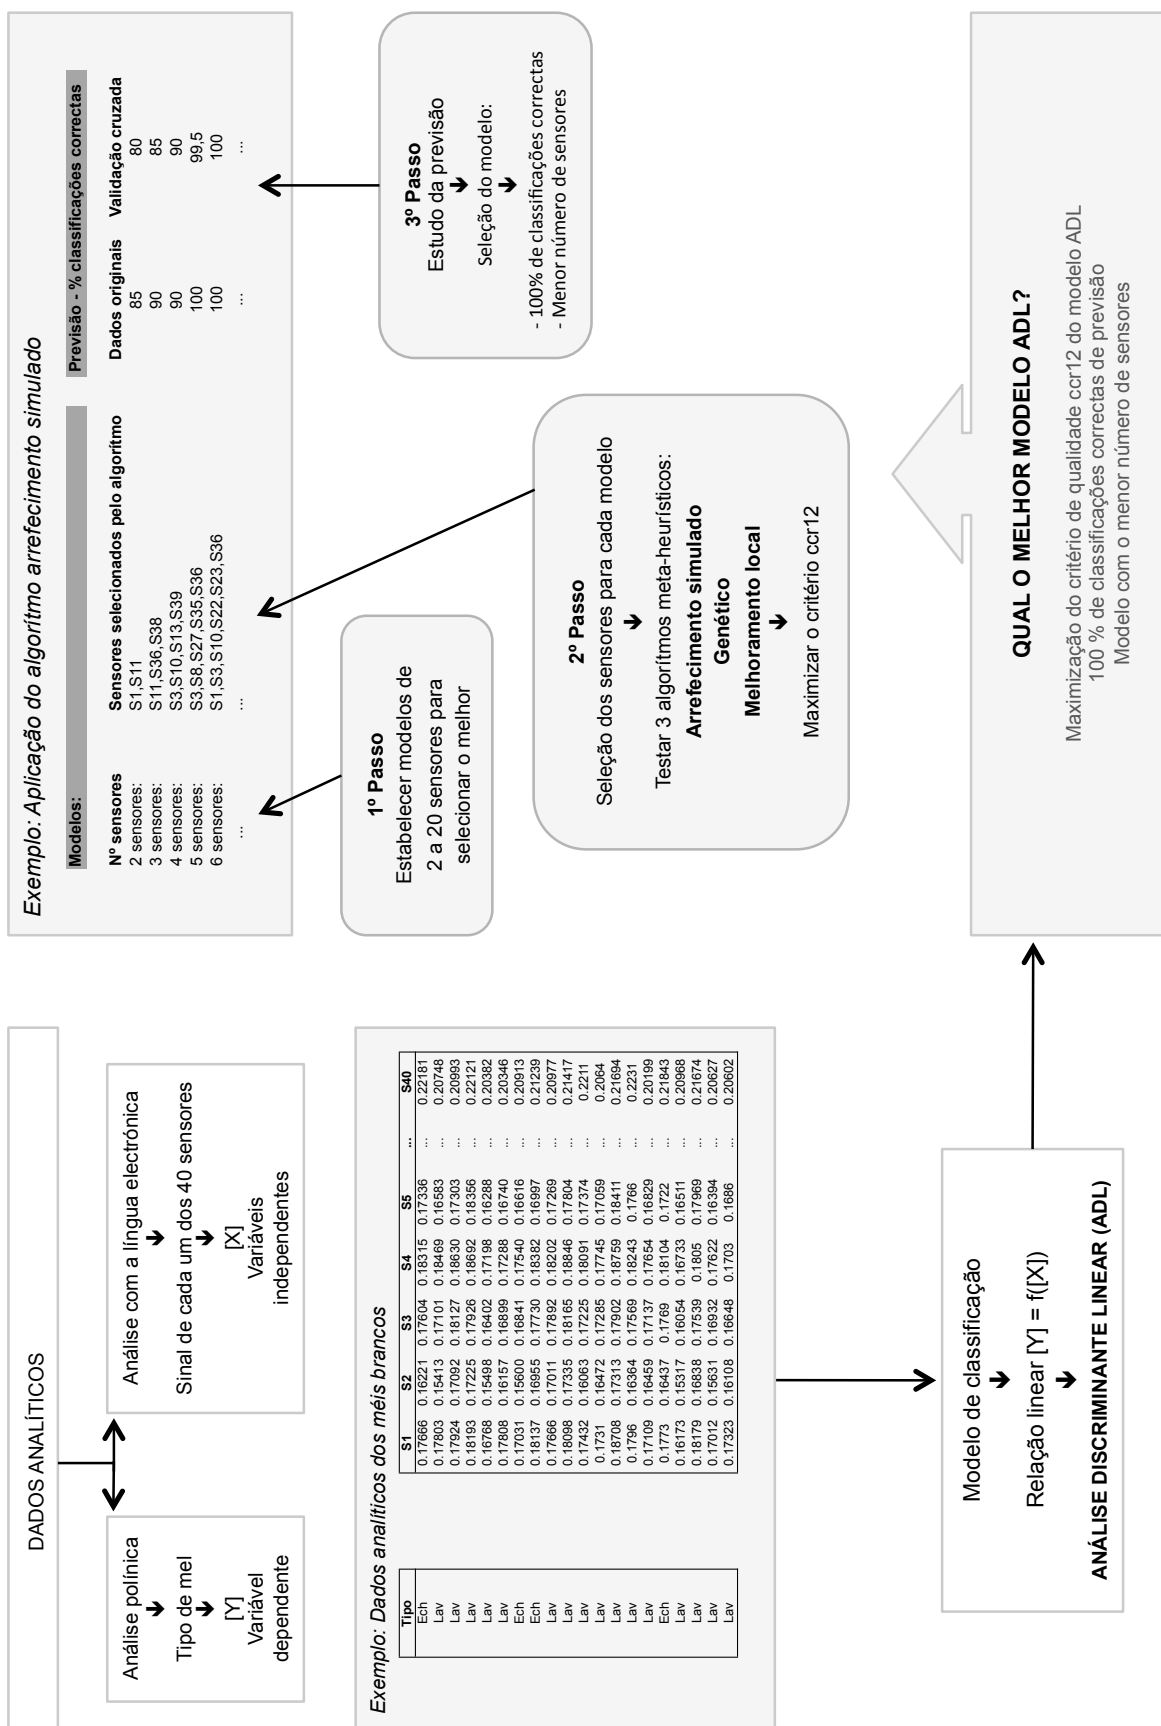 DADOS ANALÍTICOS
Análise polínica
➔
Tipo de mel
➔
[Y]
Variável
dependente
Análise com a língua electrónica
➔
Sinal de cada um dos 40 sensores
➔
[X]
Variáveis
independentes
Exemplo: Dados analíticos dos méis brancos
Tipo S1 S2 S3 S4 S5 ... S40
Ech 0.17666 0.16221 0.17604 0.18315 0.17336 ... 0.22181
Lav 0.17803 0.15413 0.17101 0.18469 0.16583 ... 0.20748
Lav 0.17924 0.17092 0.18127 0.18630 0.17303 ... 0.20993
Lav 0.18193 0.17225 0.17926 0.18692 0.18356 ... 0.22121
Lav 0.16768 0.15498 0.16402 0.17198 0.16288 ... 0.20382
Lav 0.17808 0.16157 0.16899 0.17288 0.16740 ... 0.20346
Ech 0.17031 0.15600 0.16841 0.17540 0.16616 ... 0.20913
Ech 0.18137 0.16955 0.17730 0.18382 0.16997 ... 0.21239
Lav 0.17666 0.17011 0.17892 0.18202 0.17269 ... 0.20977
Lav 0.18098 0.17335 0.18165 0.18846 0.17804 ... 0.21417
Lav 0.17432 0.16063 0.17225 0.18091 0.17374 ... 0.2211
Lav 0.1731 0.16472 0.17285 0.17745 0.17059 ... 0.2064
Lav 0.18708 0.17313 0.17902 0.18759 0.18411 ... 0.21694
Lav 0.1796 0.16364 0.17569 0.18243 0.1766 ... 0.2231
Lav 0.17109 0.16459 0.17137 0.17654 0.16829 ... 0.20199
Ech 0.1773 0.16437 0.1769 0.18104 0.1722 ... 0.21843
Lav 0.16173 0.15317 0.16054 0.16733 0.16511 ... 0.20968
Lav 0.18179 0.16838 0.17539 0.1805 0.17969 ... 0.21674
Lav 0.17012 0.15631 0.16932 0.17622 0.16394 ... 0.20627
Lav 0.17323 0.16108 0.16648 0.1703 0.1686 ... 0.20602
Modelo de classificação
➔
Relação linear [Y] = f([X])
➔
ANÁLISE DISCRIMINANTE LINEAR (ADL)
Exemplo: Aplicação do algorítmo arrefecimento simulado
Modelos: Previsão - % classificações correctas
Nº sensores Sensores selecionados pelo algorítmo Dados originais Validação cruzada
2 sensores: S1,S11 85 80
3 sensores: S11,S36,S38 90 85
4 sensores: S3,S10,S13,S39 90 90
5 sensores: S3,S8,S27,S35,S36 100 99,5
6 sensores: S1,S3,S10,S22,S23,S36 100 100
... ... ... ...
1º Passo
Estabelecer modelos de
2 a 20 sensores para
selecionar o melhor
2º Passo
Seleção dos sensores para cada modelo
➔
Testar 3 algorítmos meta-heurísticos:
Arrefecimento simulado
Genético
Melhoramento local
➔
Maximizar o critério ccr12
3º Passo
Estudo da previsão
➔
Seleção do modelo:
➔
- 100% de classificações correctas
- Menor número de sensores
QUAL O MELHOR MODELO ADL?
Maximização do critério de qualidade ccr12 do modelo ADL
100 % de classificações correctas de previsão
Modelo com o menor número de sensores